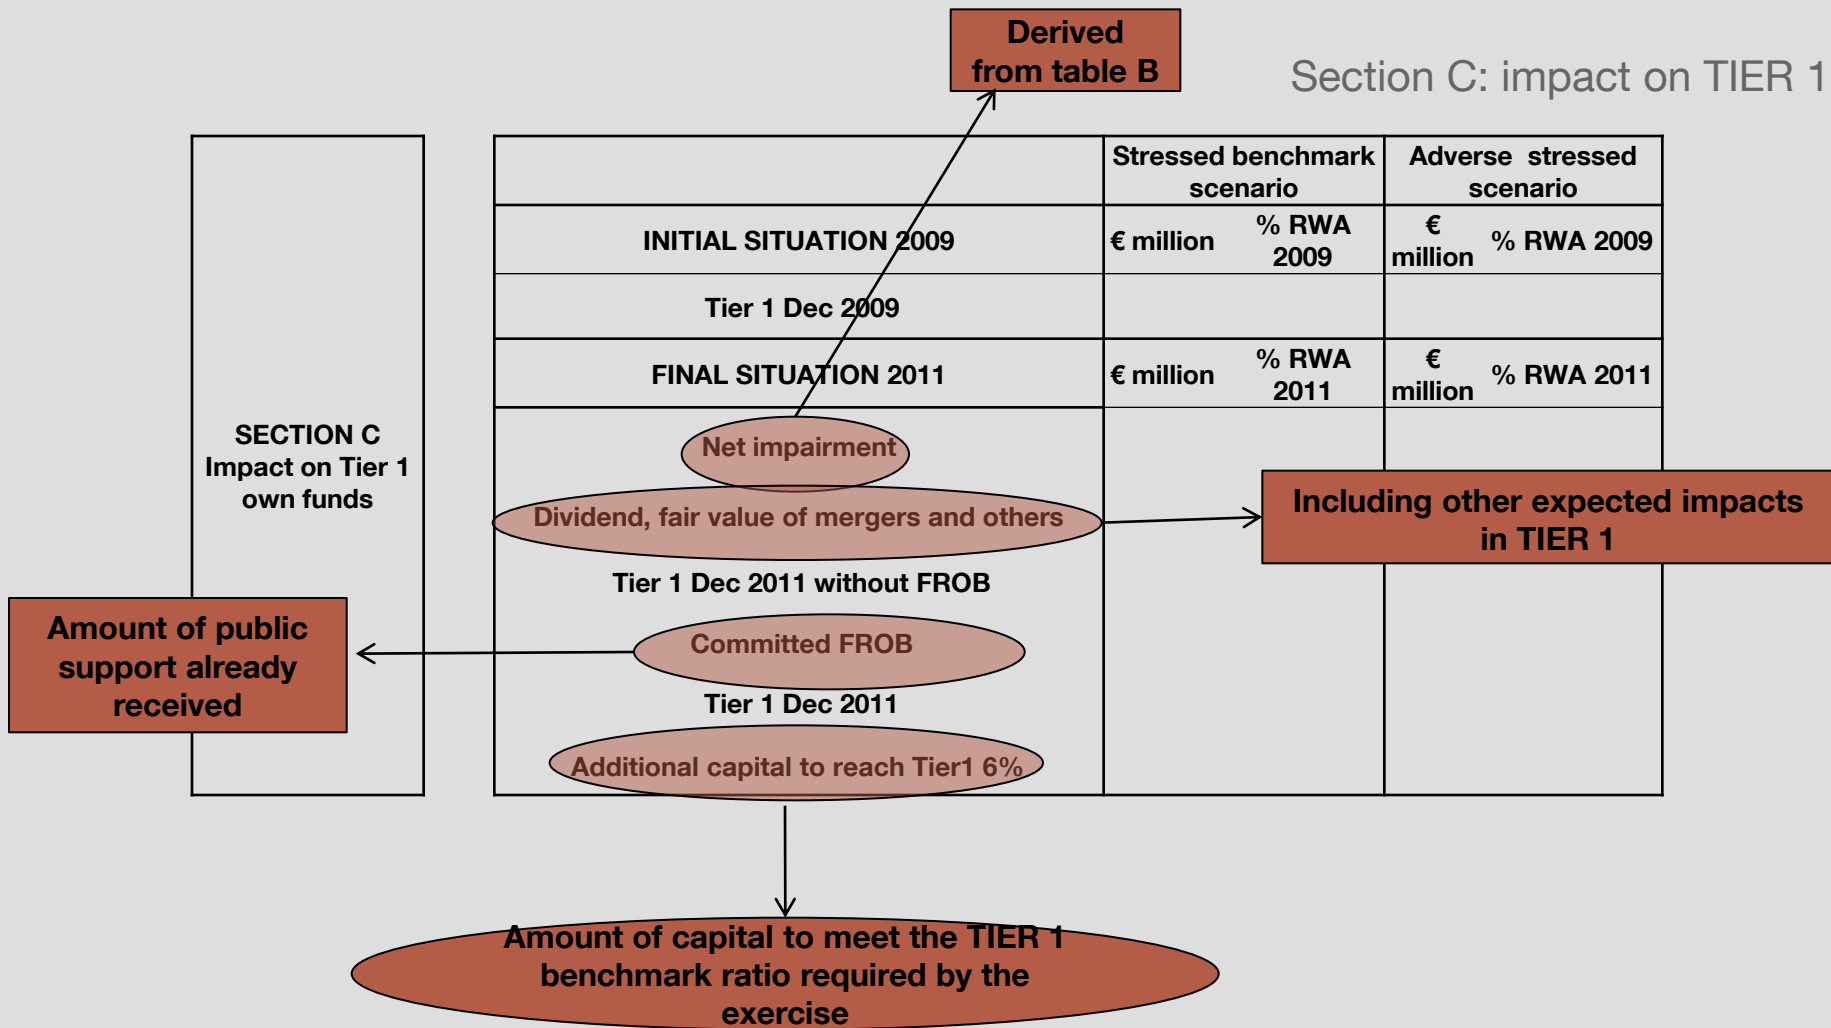 Derived
from table B
Section C: impact on TIER 1
Stressed benchmark
scenario
Adverse stressed
scenario
INITIAL SITUATION 2009
€ million
% RWA
2009
€
million
% RWA 2009
Tier 1 Dec 2009
FINAL SITUATION 2011
€ million
% RWA
2011
€
million
% RWA 2011
SECTION C
Impact on Tier 1
own funds
Net impairment
Dividend, fair value of mergers and others
Including other expected impacts
in TIER 1
Tier 1 Dec 2011 without FROB
Amount of public
support already
received
Committed FROB
Tier 1 Dec 2011
Additional capital to reach Tier1 6%
Amount of capital to meet the TIER 1
benchmark ratio required by the
exercise